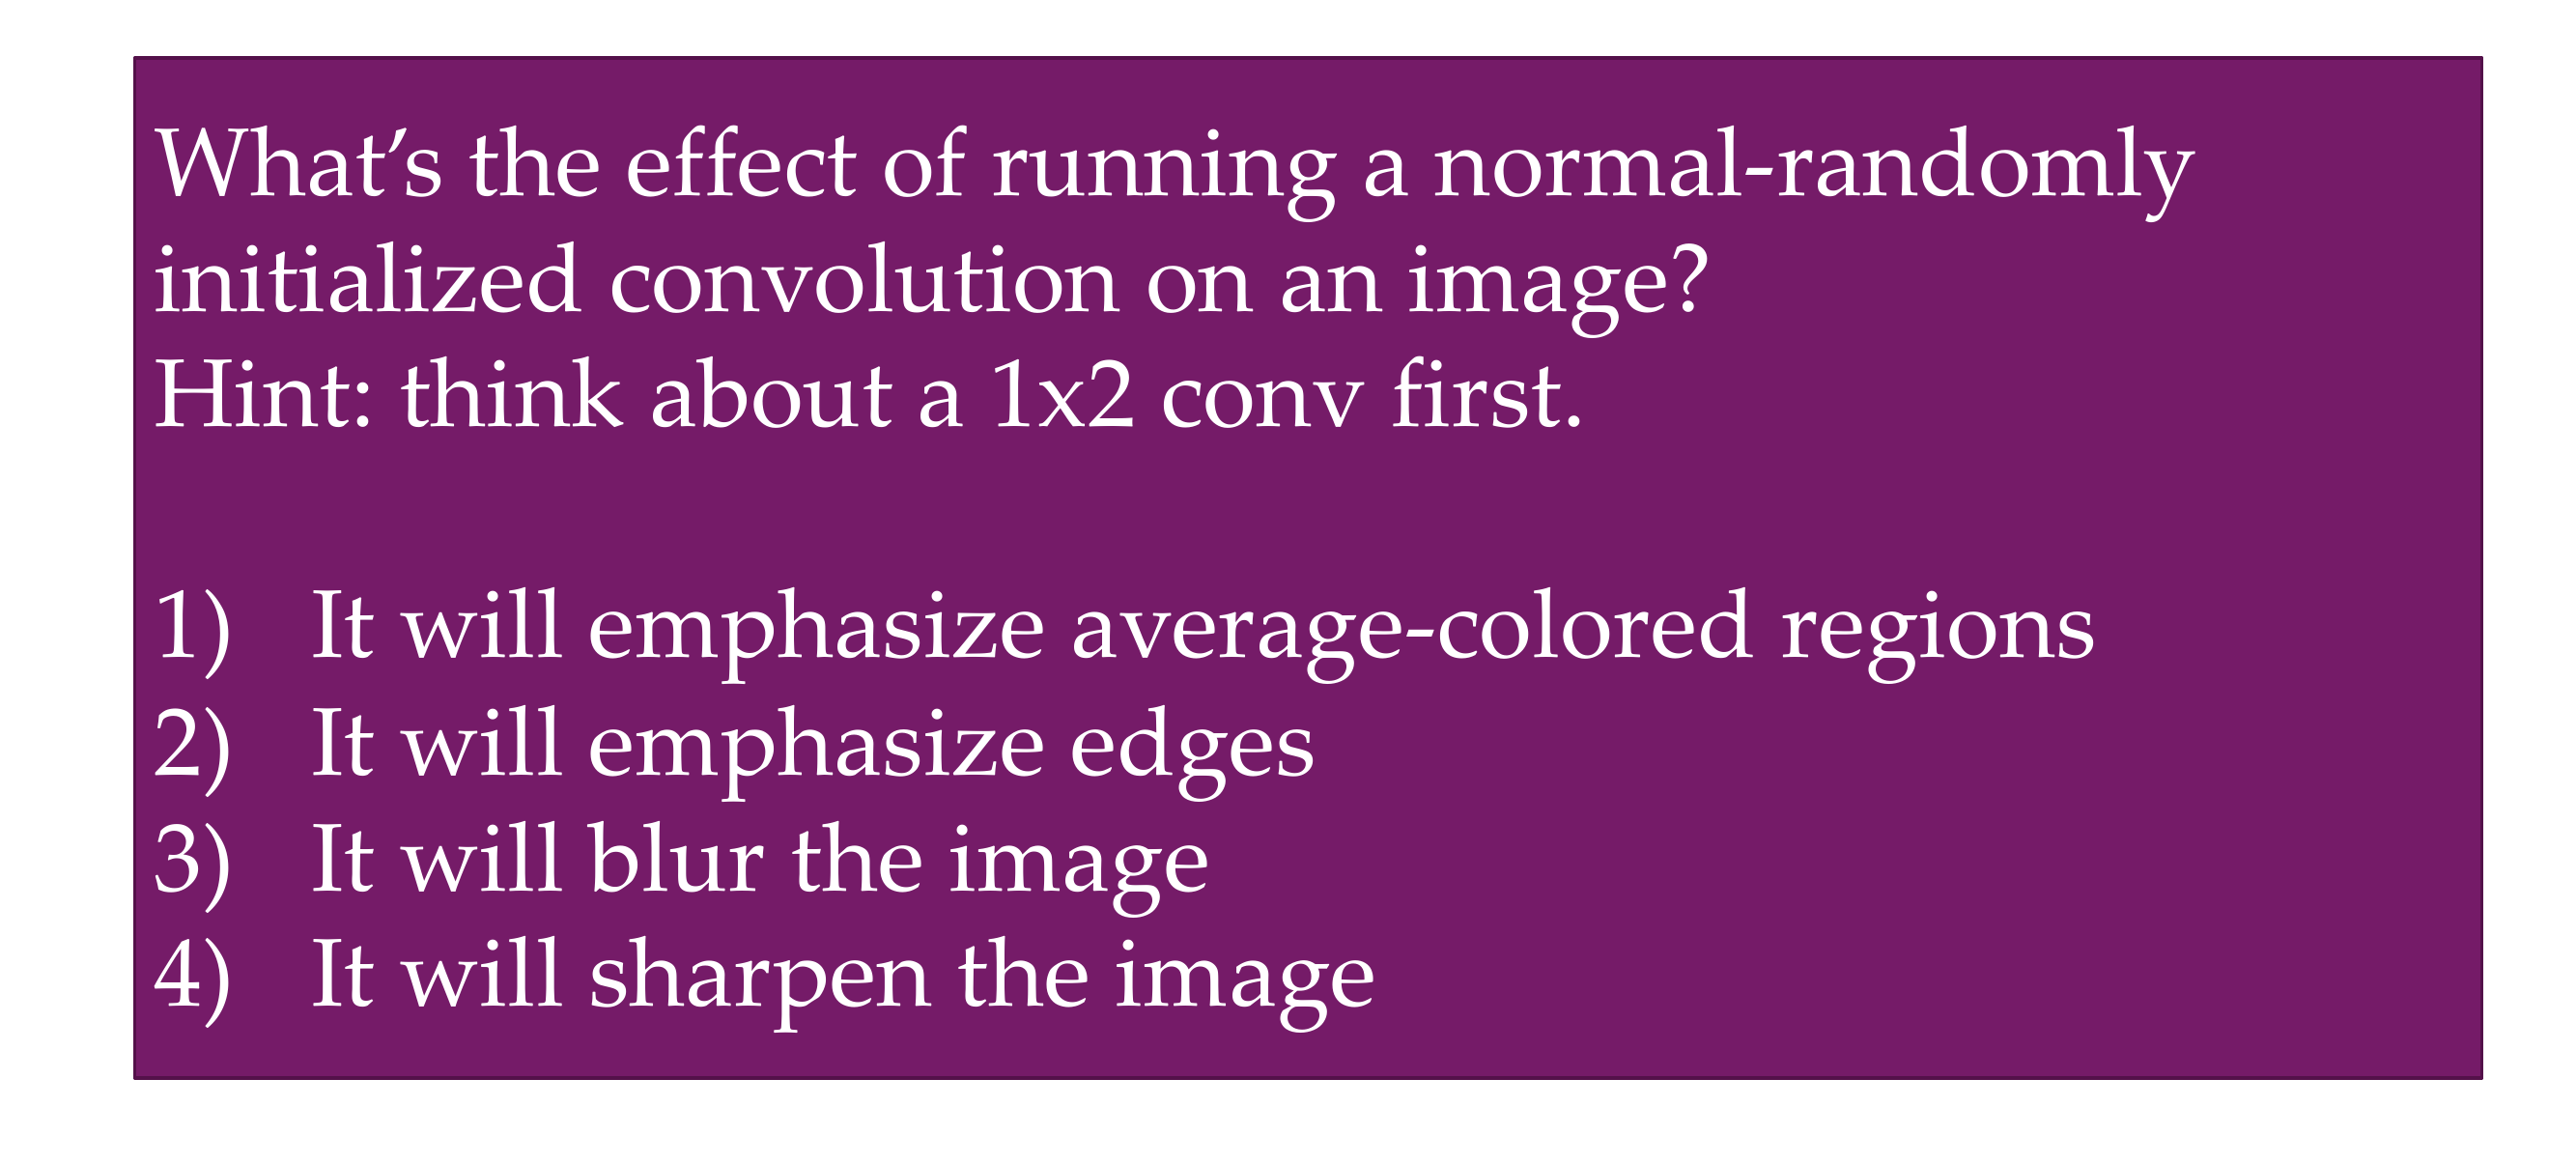 What’s the effect of running a normal-randomly
initialized convolution on an image?
Hint: think about a 1x2 conv first.
1) It will emphasize average-colored regions
2) It will emphasize edges
3) It will blur the image
4) It will sharpen the image